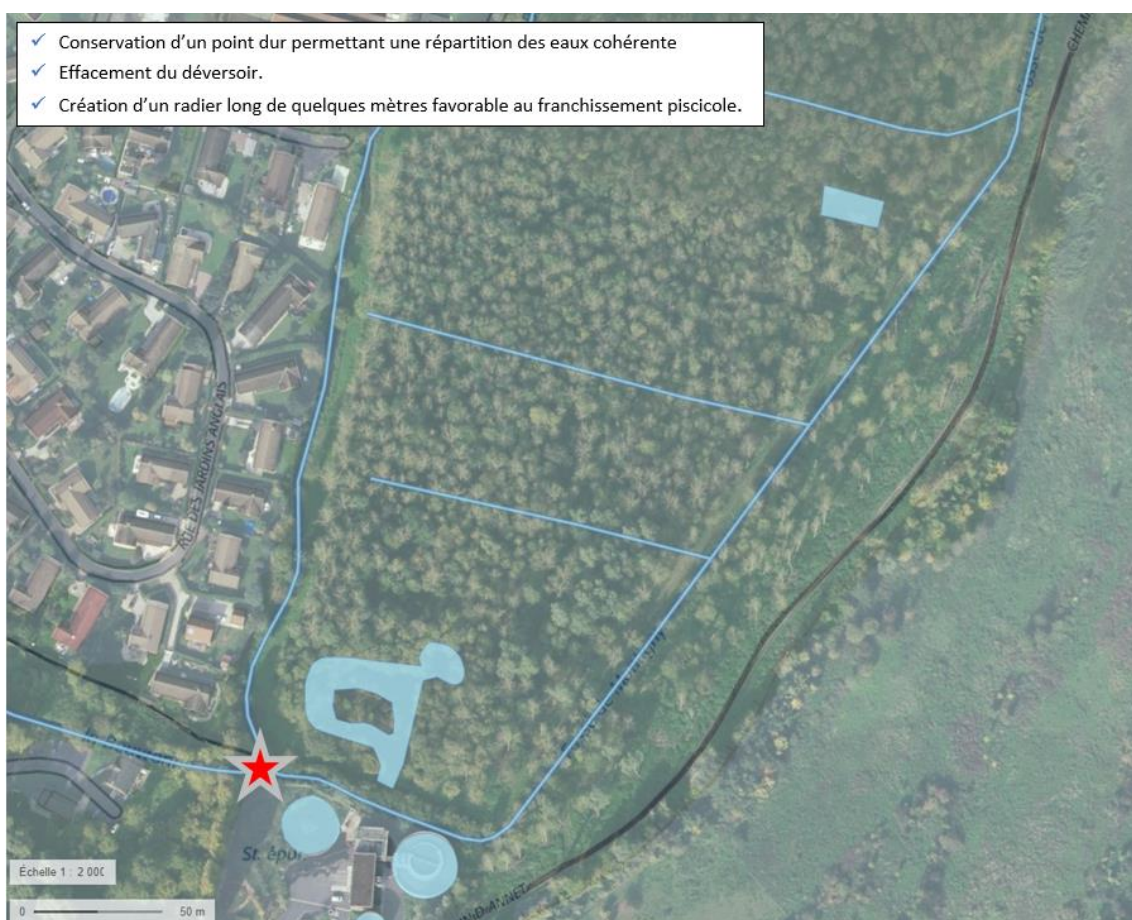 ✓ Conservation d'un point dur permettant une répartition des eaux cohérente
✓ Effacement du déversoir.
✓ Création d'un radier long de quelques mètres favorable au franchissement piscicole.
RUE DES JARDINS ANGLAIS
St. épur
Échelle 1 : 2 000
0 50 m